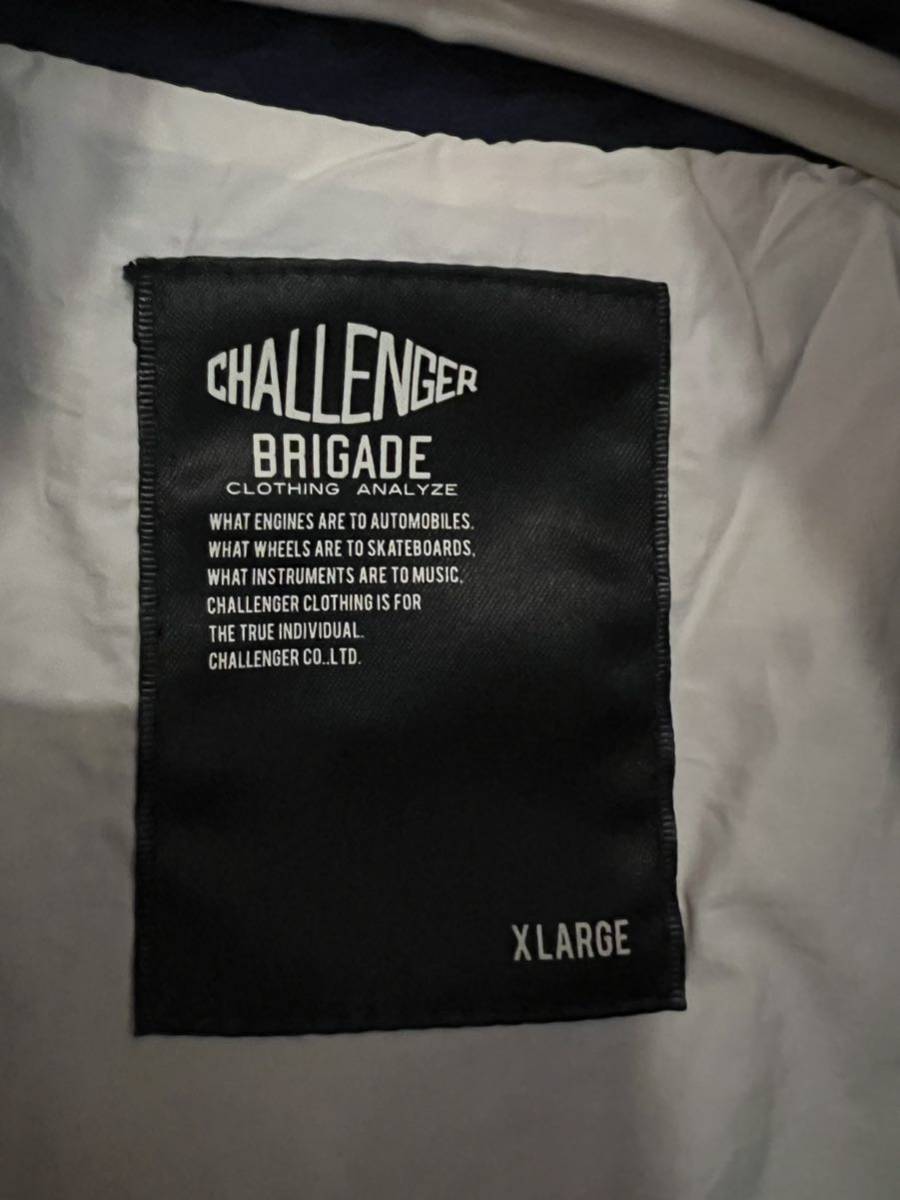 CHALLENGER
BRIGADE
CLOTHING ANALYZE
WHAT ENGINES ARE TO AUTOMOBILES.
WHAT WHEELS ARE TO SKATEBOARDS,
WHAT INSTRUMENTS ARE TO MUSIC,
CHALLENGER CLOTHING IS FOR
THE TRUE INDIVIDUAL.
CHALLENGER CO.,LTD.
X LARGE